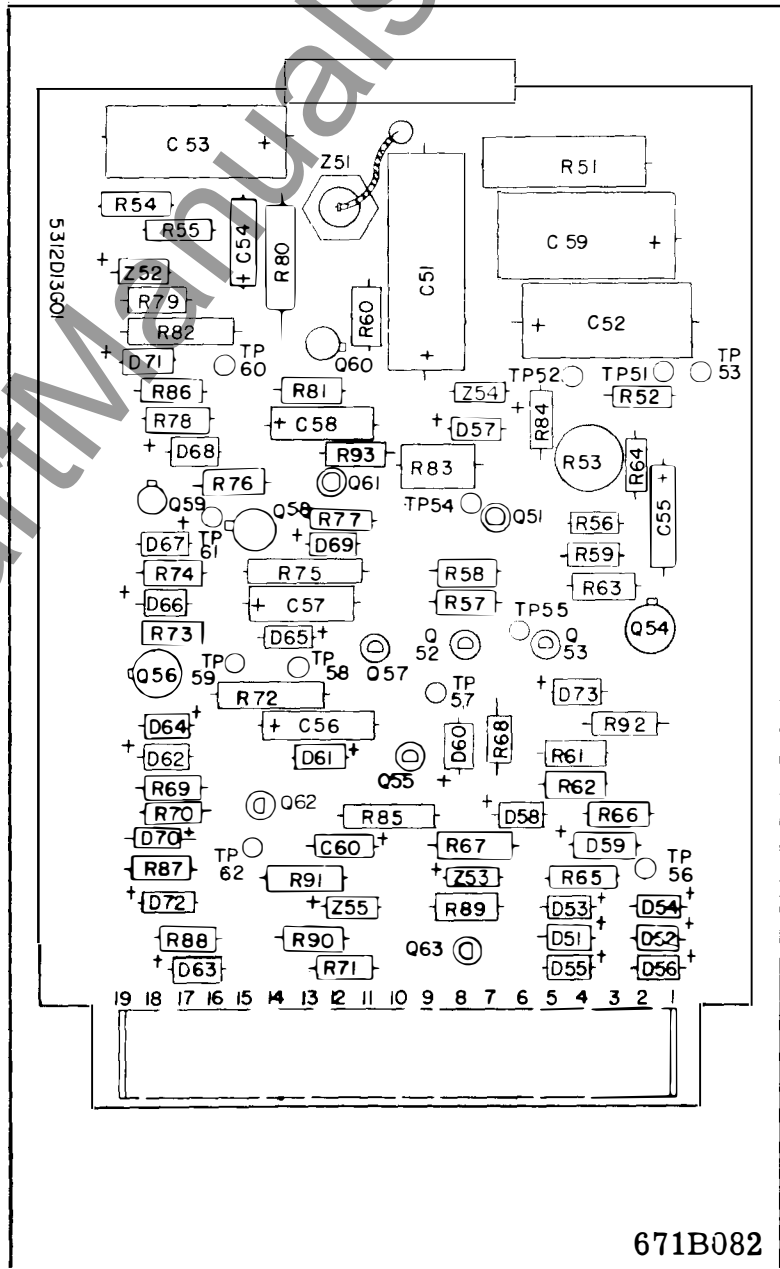 C 53 +
Z51
R51
R54
R55
+ C54
R80
C51 +
C 59 +
5312D13G01
+ Z52
R79
R60
R82
+ C52
+ D71
TP 60
Q60
TP52
TP51
TP 53
R86
R81
Z54
+ R84
R52
R78
+ C58
+ D57
+ D68
R93
R83
R53
R64
C55 +
R76
Q61
Q59
TP54
Q51
+ TP 61
Q58
R77
R56
D67
+ D69
R59
R74
R75
R58
R63
+ D66
+ C57
R57
TP55
Q54
R73
D65 +
Q 52
Q 53
Q56
TP 59
TP 58
Q57
R72
TP 57
+ D73
D64 +
+ C56
D60 +
R68
R92
+ D62
D61 +
R61
Q55
R69
R62
R70
Q62
R85
+ D58
R66
D70 +
TP 62
C60 +
R67
+ D59
R87
R91
+ Z53
R65
TP 56
+ D72
+ Z55
R89
D53 +
D54 +
R88
R90
Q63
D51 +
D52 +
+ D63
R71
D55 +
D56 +
19 18 17 16 15 14 13 12 11 10 9 8 7 6 5 4 3 2 1
671B082